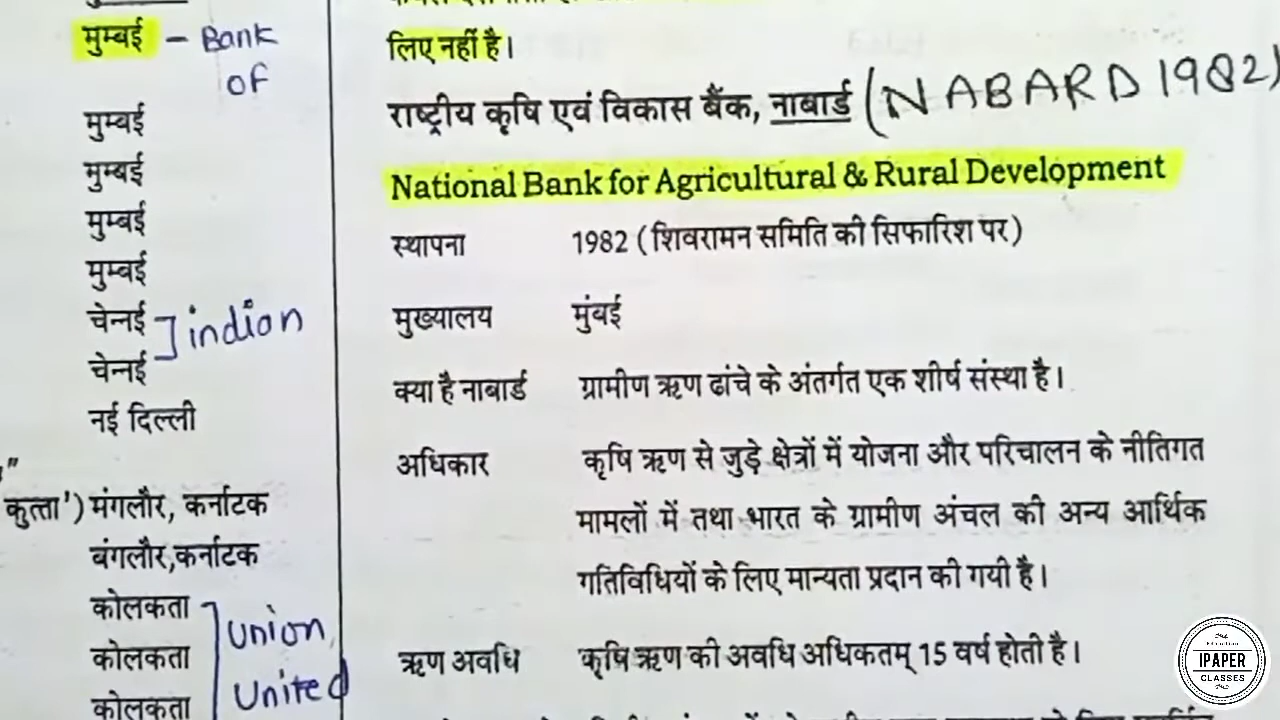 मुम्बई - Bank
of
मुम्बई
मुम्बई
मुम्बई
मुम्बई
चेन्नई ] indian
चेन्नई
नई दिल्ली
"
कुत्ता') मंगलौर, कर्नाटक
बंगलौर,कर्नाटक
कोलकता
कोलकता
कोलकता
union,
united
लिए नहीं है।
राष्ट्रीय कृषि एवं विकास बैंक, नाबार्ड (NABARD 1982)
National Bank for Agricultural & Rural Development
स्थापना 1982 (शिवरामन समिति की सिफारिश पर)
मुख्यालय मुंबई
क्या है नाबार्ड ग्रामीण ऋण ढांचे के अंतर्गत एक शीर्ष संस्था है।
अधिकार कृषि ऋण से जुड़े क्षेत्रों में योजना और परिचालन के नीतिगत
मामलों में तथा भारत के ग्रामीण अंचल की अन्य आर्थिक
गतिविधियों के लिए मान्यता प्रदान की गयी है।
ऋण अवधि कृषि ऋण की अवधि अधिकतम् 15 वर्ष होती है।
IPAPER
CLASSES